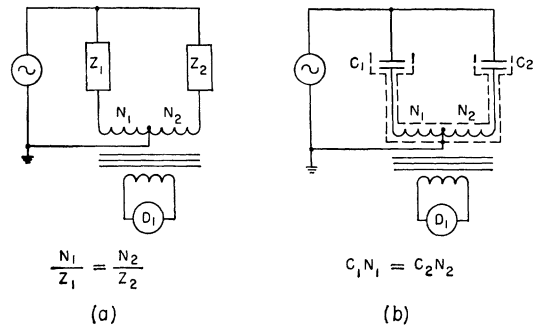 Z₁ Z₂
N₁ N₂
D₁
N₁/Z₁ = N₂/Z₂
(a)
C₁ C₂
N₁ N₂
D₁
C₁N₁ = C₂N₂
(b)